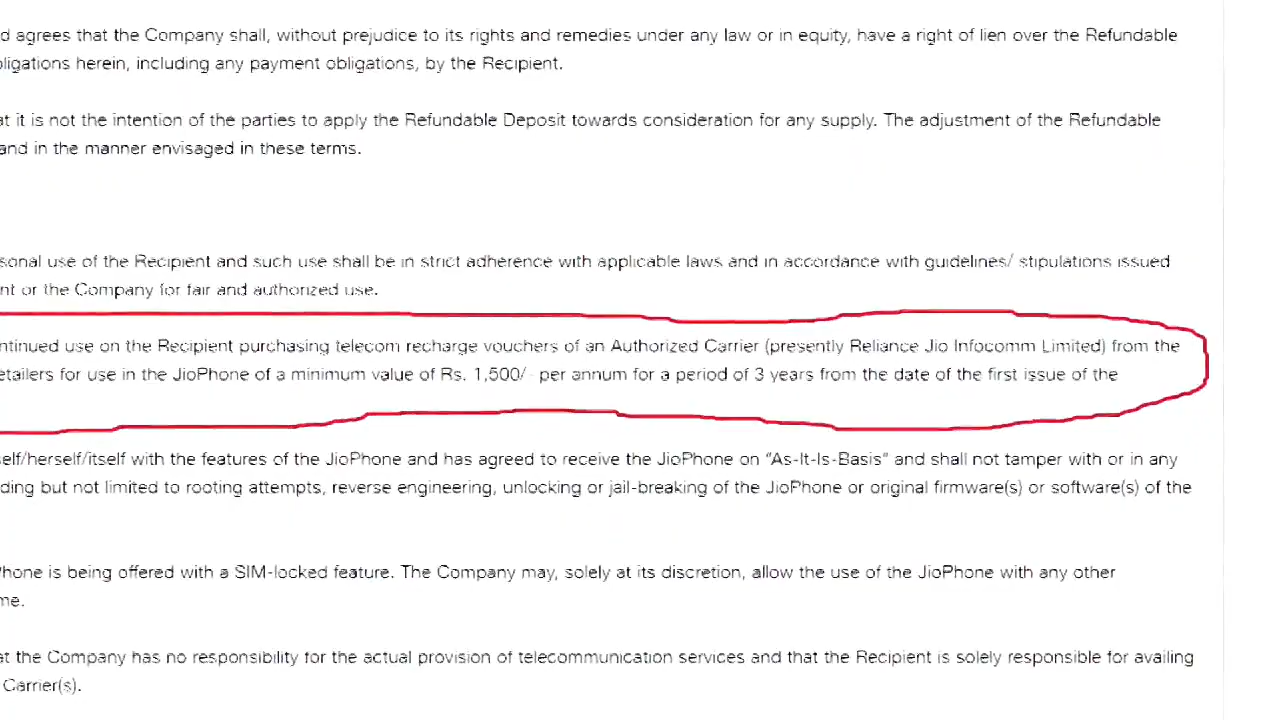 d agrees that the Company shall, without prejudice to its rights and remedies under any law or in equity, have a right of lien over the Refundable
ligations herein, including any payment obligations, by the Recipient.
at it is not the intention of the parties to apply the Refundable Deposit towards consideration for any supply. The adjustment of the Refundable
and in the manner envisaged in these terms.
sonal use of the Recipient and such use shall be in strict adherence with applicable laws and in accordance with guidelines/ stipulations issued
nt or the Company for fair and authorized use.
ntinued use on the Recipient purchasing telecom recharge vouchers of an Authorized Carrier (presently Reliance Jio Infocomm Limited) from the
etailers for use in the JioPhone of a minimum value of Rs. 1,500/- per annum for a period of 3 years from the date of the first issue of the
self/herself/itself with the features of the JioPhone and has agreed to receive the JioPhone on "As-It-Is-Basis" and shall not tamper with or in any
ding but not limited to rooting attempts, reverse engineering, unlocking or jail-breaking of the JioPhone or original firmware(s) or software(s) of the
Phone is being offered with a SIM-locked feature. The Company may, solely at its discretion, allow the use of the JioPhone with any other
me.
at the Company has no responsibility for the actual provision of telecommunication services and that the Recipient is solely responsible for availing
Carrier(s).